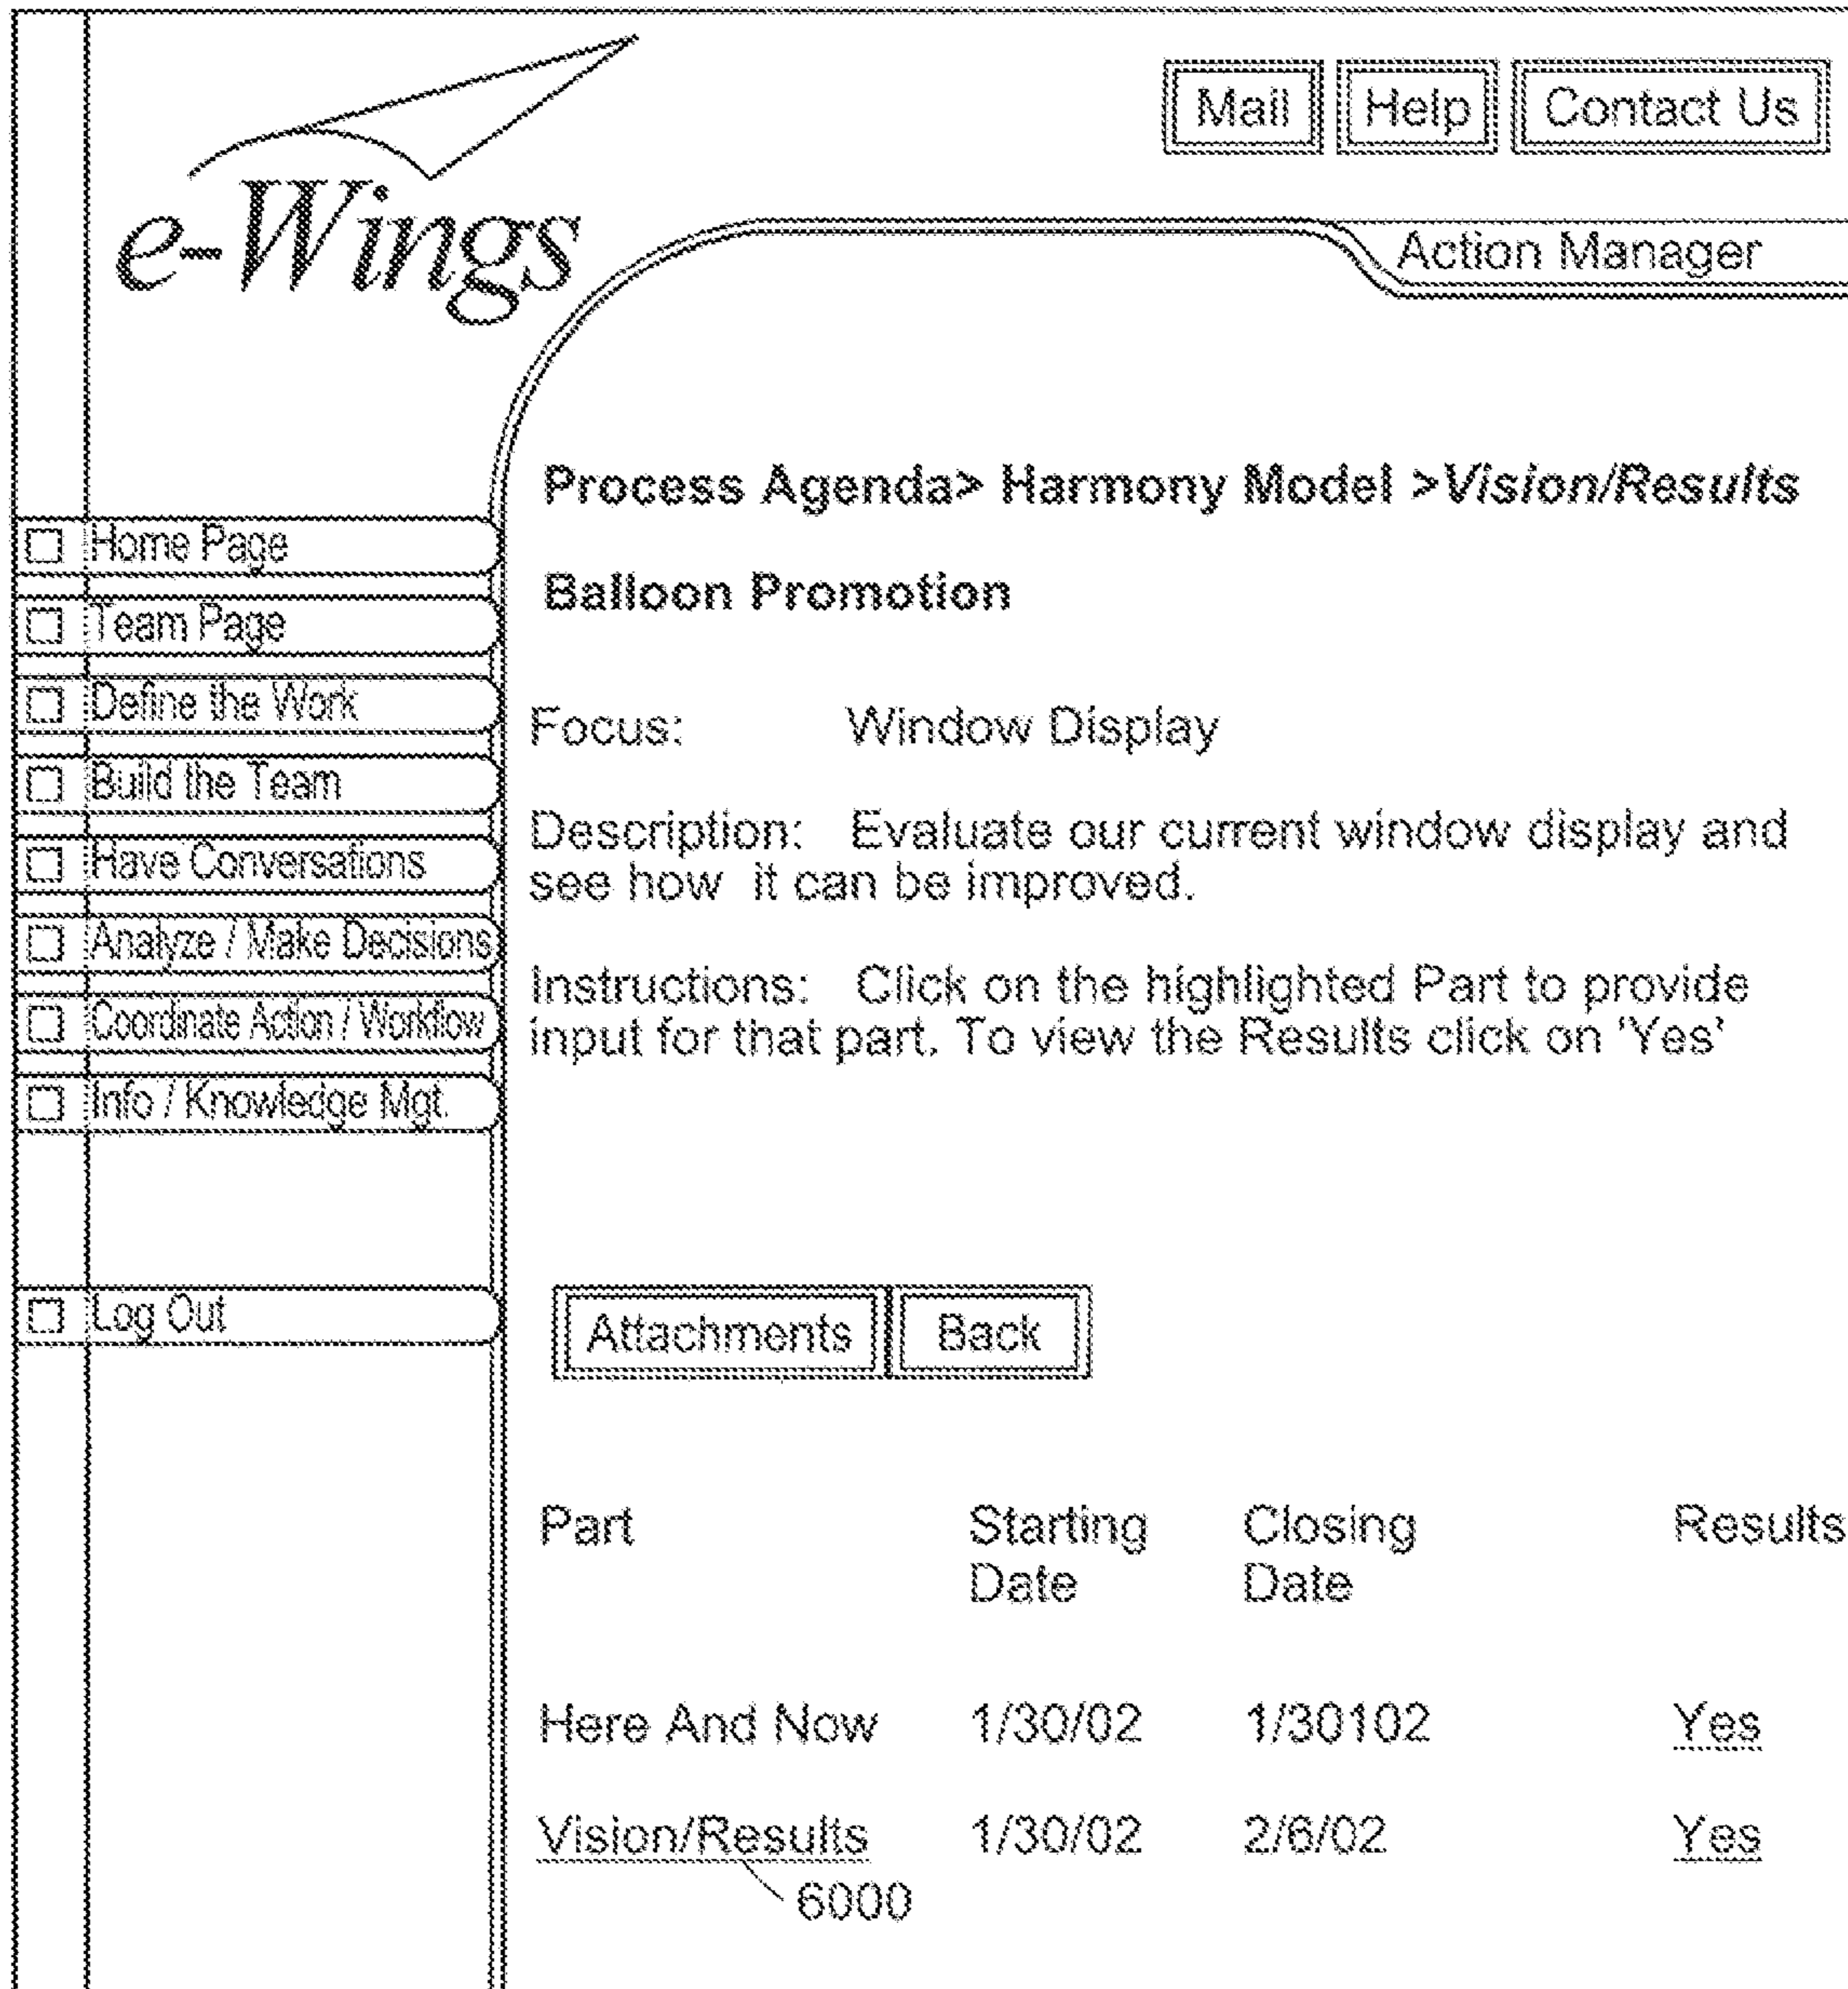 Mail Help Contact Us
e-Wings
Action Manager
Process Agenda> Harmony Model >Vision/Results
Balloon Promotion
Home Page
Team Page
Define the Work
Build the Team
Have Conversations
Analyze / Make Decisions
Coordinate Action / Workflow
Info / Knowledge Mgt.
Log Out
Focus: Window Display
Description: Evaluate our current window display and
see how it can be improved.
Instructions: Click on the highlighted Part to provide
input for that part. To view the Results click on 'Yes'
Attachments Back
Part Starting Closing Results
Date Date
Here And Now 1/30/02 1/30102 Yes
Vision/Results 1/30/02 2/6/02 Yes
6000